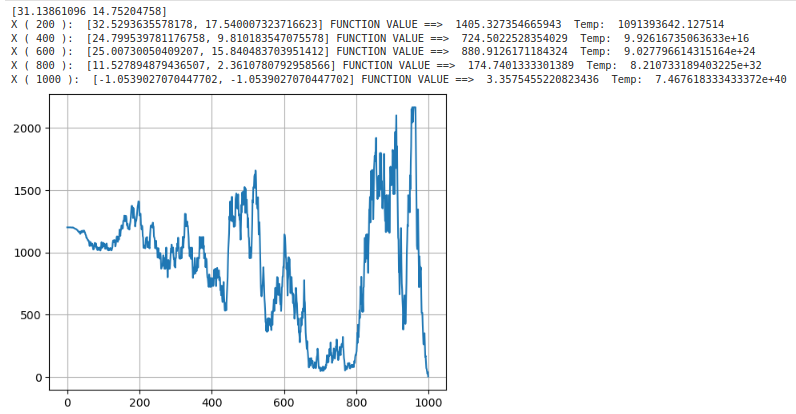 [31.13861096 14.75204758]
X ( 200 ):  [32.5293635578178, 17.540007323716623] FUNCTION VALUE ==>  1405.327354665943  Temp:  1091393642.127514
X ( 400 ):  [24.799539781176758, 9.810183547075578] FUNCTION VALUE ==>  724.5022528354029  Temp:  9.92616735063633e+16
X ( 600 ):  [25.00730050409207, 15.840483703951412] FUNCTION VALUE ==>  880.9126171184324  Temp:  9.027796614315164e+24
X ( 800 ):  [11.527894879436507, 2.3610780792958566] FUNCTION VALUE ==>  174.7401333301389  Temp:  8.210733189403225e+32
X ( 1000 ):  [-1.0539027070447702, -1.0539027070447702] FUNCTION VALUE ==>  3.3575455220823436  Temp:  7.467618333433372e+40
2000
1500
1000
500
0
0 200 400 600 800 1000